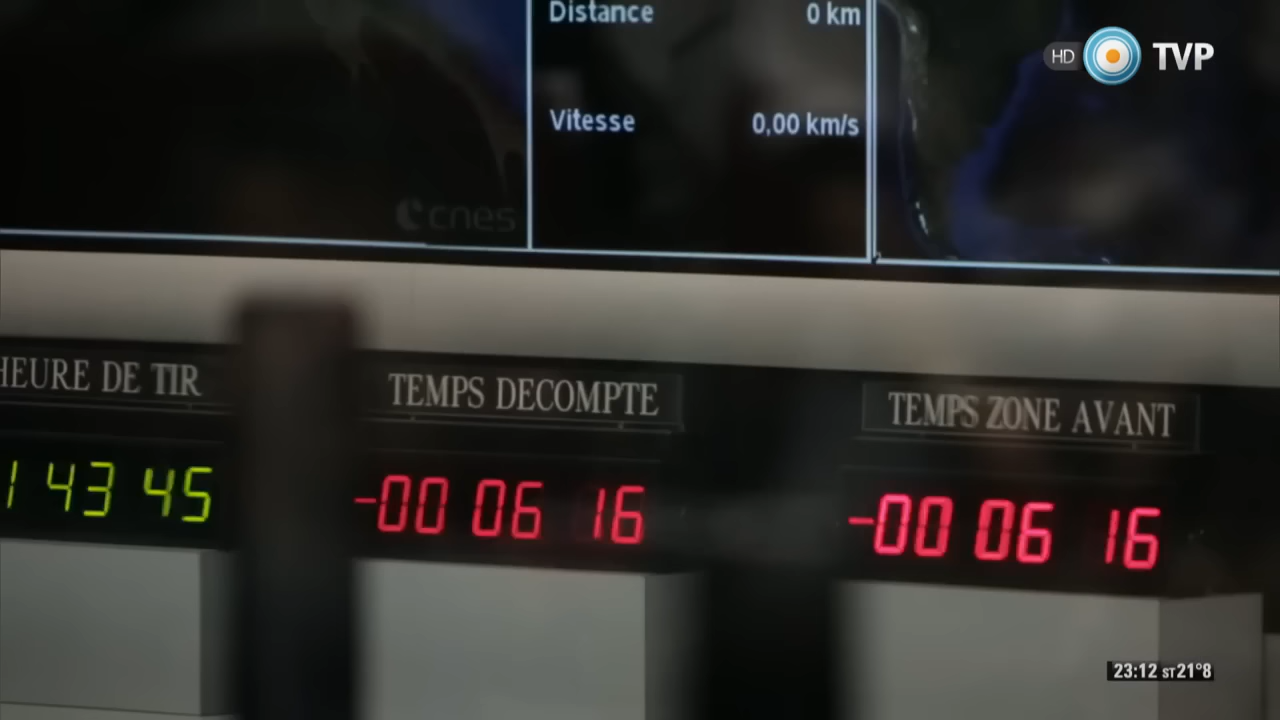 Distance 0 km
HD TVP
Vitesse 0,00 km/s
cnes
HEURE DE TIR
TEMPS DECOMPTE
TEMPS ZONE AVANT
1 43 45
-00 06 16
-00 06 16
23:12 ST 21°8